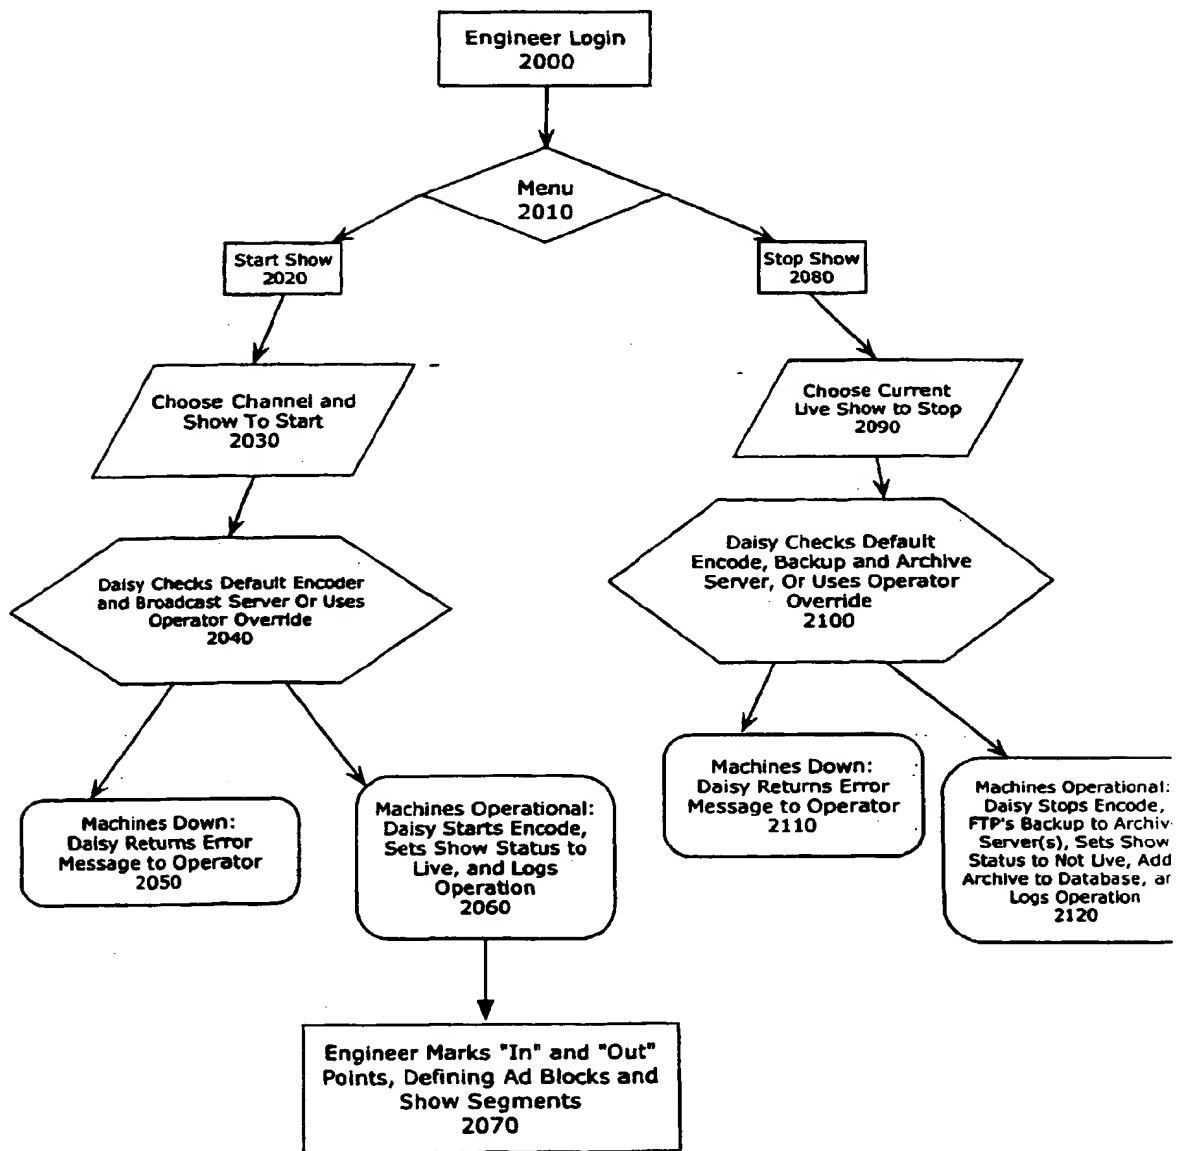 Engineer Login
2000
Menu
2010
Start Show
2020
Stop Show
2080
Choose Channel and
Show To Start
2030
Choose Current
Live Show to Stop
2090
Daisy Checks Default Encoder
and Broadcast Server Or Uses
Operator Override
2040
Daisy Checks Default
Encode, Backup and Archive
Server, Or Uses Operator
Override
2100
Machines Down:
Daisy Returns Error
Message to Operator
2050
Machines Operational:
Daisy Starts Encode,
Sets Show Status to
Live, and Logs
Operation
2060
Machines Down:
Daisy Returns Error
Message to Operator
2110
Machines Operational:
Daisy Stops Encode,
FTP's Backup to Archiv
Server(s), Sets Show
Status to Not Live, Add
Archive to Database, an
Logs Operation
2120
Engineer Marks "In" and "Out"
Points, Defining Ad Blocks and
Show Segments
2070